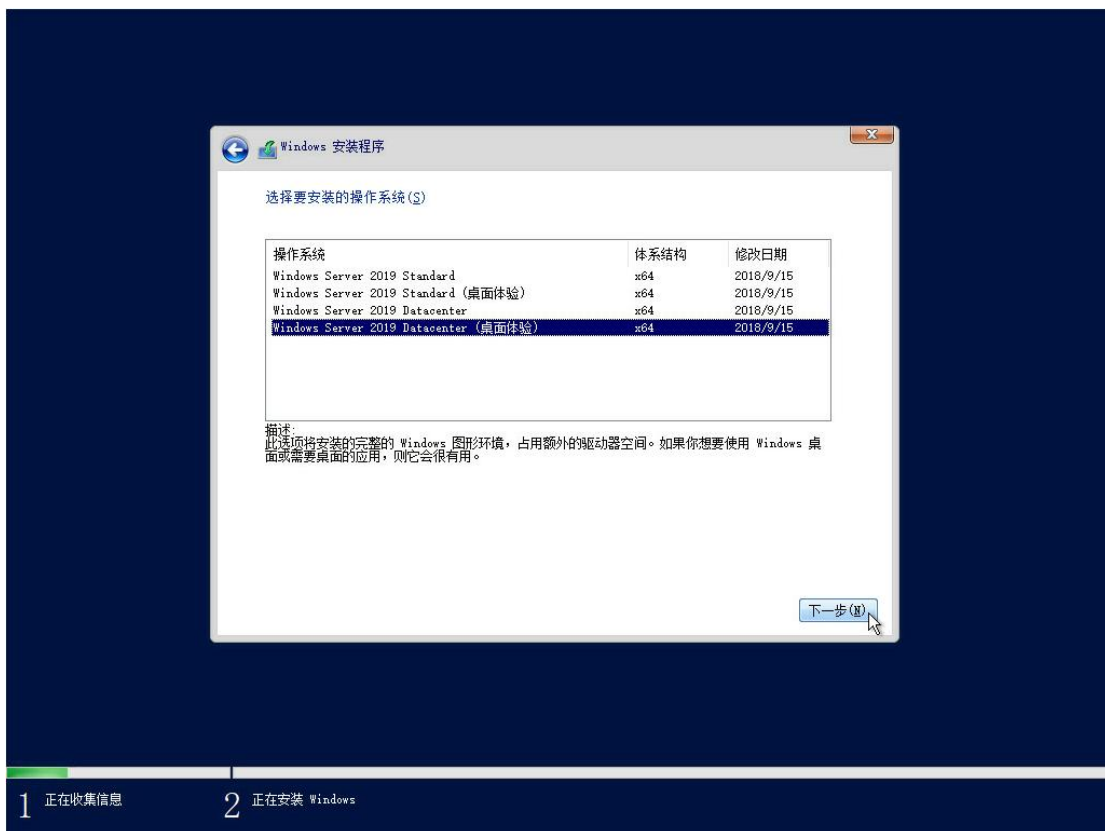 Windows 安装程序
选择要安装的操作系统(S)
操作系统 体系结构 修改日期
Windows Server 2019 Standard x64 2018/9/15
Windows Server 2019 Standard (桌面体验) x64 2018/9/15
Windows Server 2019 Datacenter x64 2018/9/15
Windows Server 2019 Datacenter (桌面体验) x64 2018/9/15
描述:
此选项将安装的完整的 Windows 图形环境，占用额外的驱动器空间。如果你想要使用 Windows 桌
面或需要桌面的应用，则它会很有用。
下一步(N)
1 正在收集信息 2 正在安装 Windows